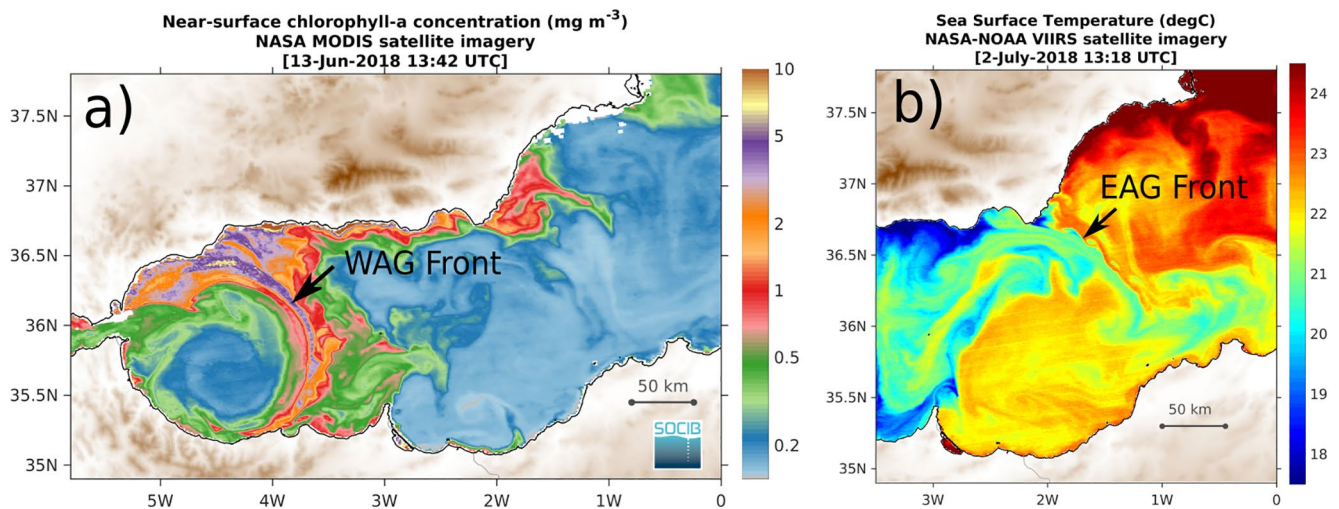 Near-surface chlorophyll-a concentration (mg m⁻³)
NASA MODIS satellite imagery
[13-Jun-2018 13:42 UTC]
a)
WAG Front
50 km
SOCIB
37.5N
37N
36.5N
36N
35.5N
35N
5W
4W
3W
2W
1W
0
10
5
2
1
0.5
0.2
Sea Surface Temperature (degC)
NASA-NOAA VIIRS satellite imagery
[2-July-2018 13:18 UTC]
b)
EAG Front
50 km
37.5N
37N
36.5N
36N
35.5N
35N
3W
2W
1W
0
24
23
22
21
20
19
18